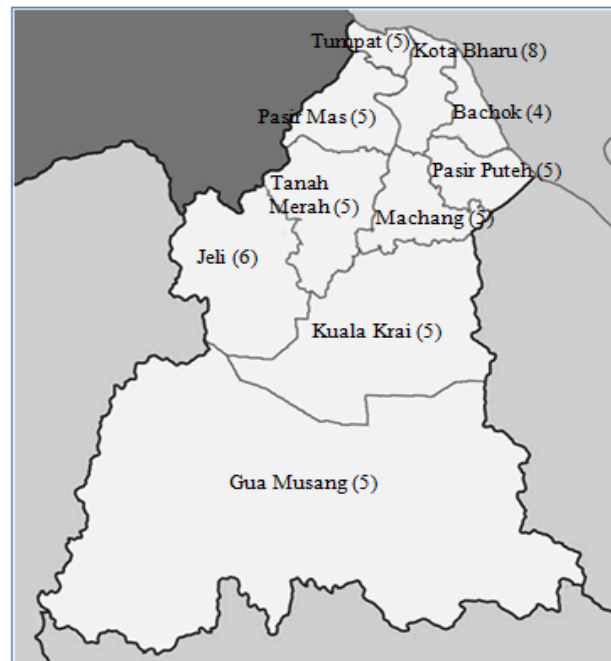 Tumpat (5)
Kota Bharu (8)
Pasir Mas (5)
Bachok (4)
Tanah
Merah (5)
Pasir Puteh (5)
Machang (5)
Jeli (6)
Kuala Krai (5)
Gua Musang (5)